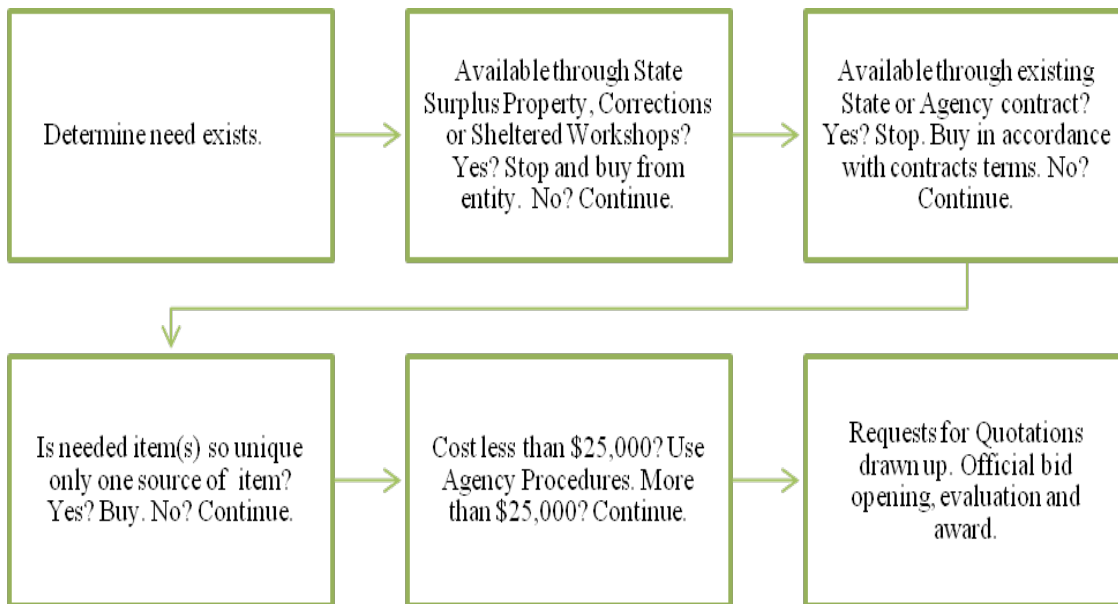 Determine need exists.
Available through State
Surplus Property, Corrections
or Sheltered Workshops?
Yes? Stop and buy from
entity. No? Continue.
Available through existing
State or Agency contract?
Yes? Stop. Buy in accordance
with contracts terms. No?
Continue.
Is needed item(s) so unique
only one source of item?
Yes? Buy. No? Continue.
Cost less than $25,000? Use
Agency Procedures. More
than $25,000? Continue.
Requests for Quotations
drawn up. Official bid
opening, evaluation and
award.